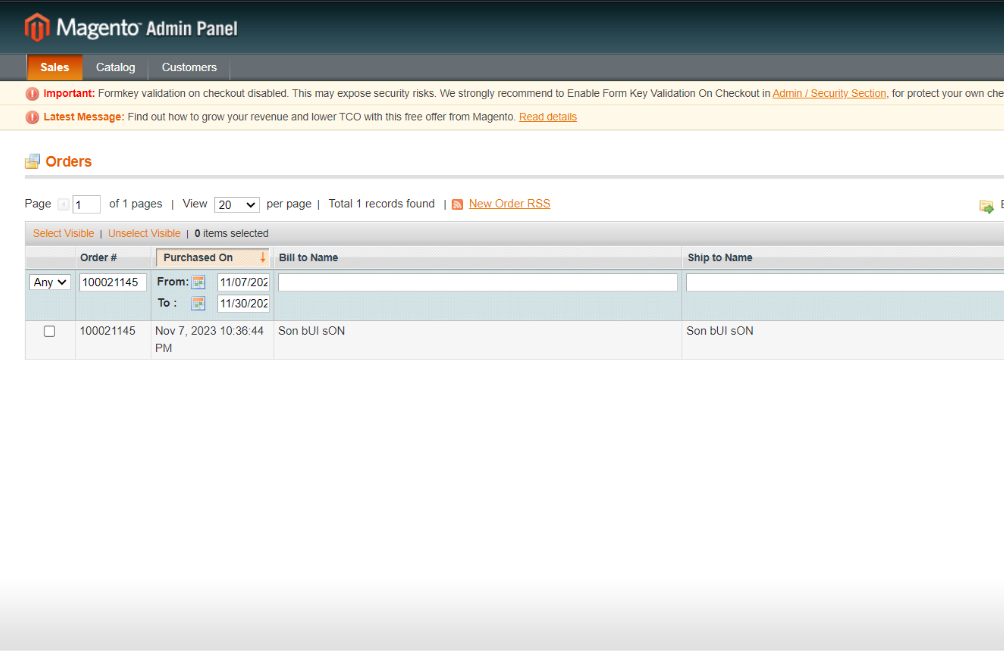 Magento Admin Panel
Sales Catalog Customers
Important: Formkey validation on checkout disabled. This may expose security risks. We strongly recommend to Enable Form Key Validation On Checkout in Admin / Security Section, for protect your own che
Latest Message: Find out how to grow your revenue and lower TCO with this free offer from Magento. Read details
Orders
Page 1 of 1 pages | View 20 per page | Total 1 records found | New Order RSS E
Select Visible | Unselect Visible | 0 items selected
Order # Purchased On Bill to Name Ship to Name
Any 100021145 From: 11/07/202
To : 11/30/202
100021145 Nov 7, 2023 10:36:44 Son bUI sON Son bUI sON
PM